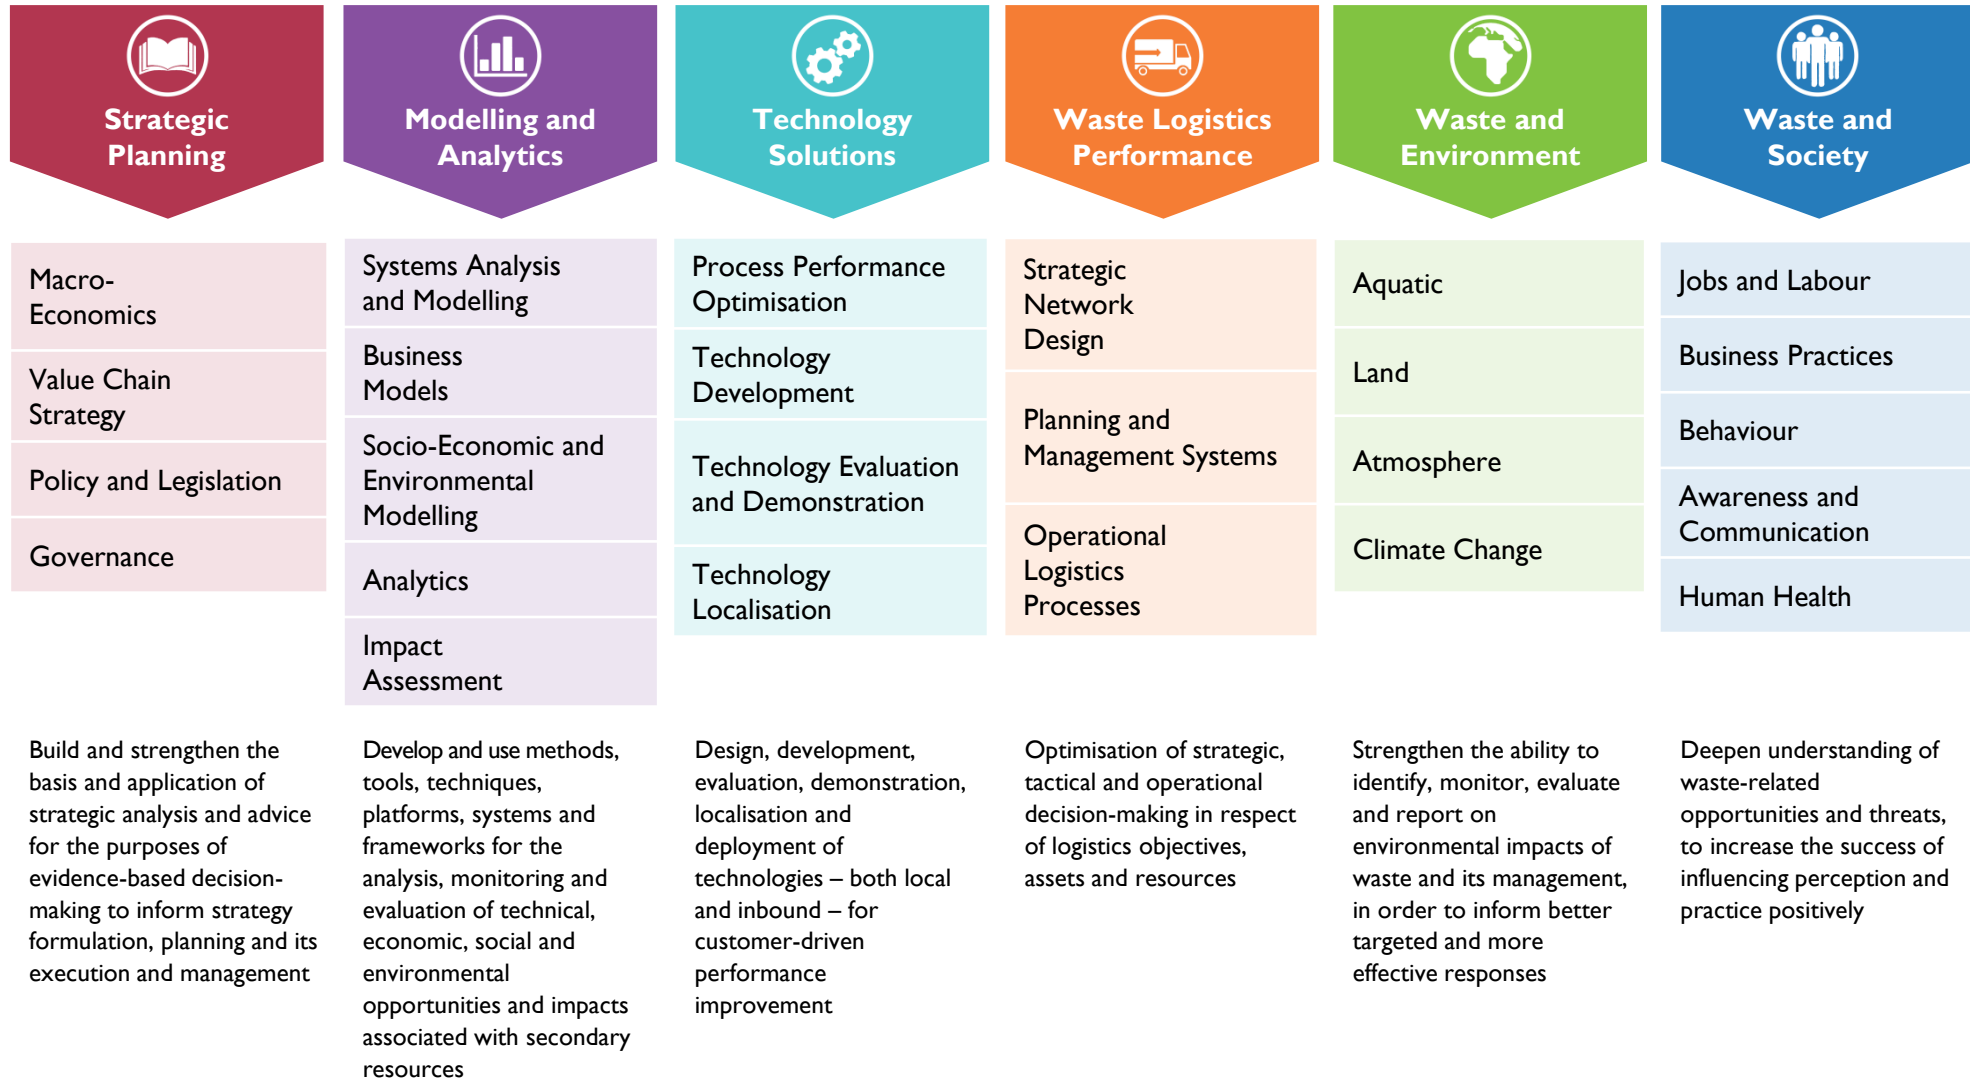 Strategic
Planning
Macro-
Economics
Value Chain
Strategy
Policy and Legislation
Governance
Build and strengthen the
basis and application of
strategic analysis and advice
for the purposes of
evidence-based decision-
making to inform strategy
formulation, planning and its
execution and management
Modelling and
Analytics
Systems Analysis
and Modelling
Business
Models
Socio-Economic and
Environmental
Modelling
Analytics
Impact
Assessment
Develop and use methods,
tools, techniques,
platforms, systems and
frameworks for the
analysis, monitoring and
evaluation of technical,
economic, social and
environmental
opportunities and impacts
associated with secondary
resources
Technology
Solutions
Process Performance
Optimisation
Technology
Development
Technology Evaluation
and Demonstration
Technology
Localisation
Design, development,
evaluation, demonstration,
localisation and
deployment of
technologies – both local
and inbound – for
customer-driven
performance
improvement
Waste Logistics
Performance
Strategic
Network
Design
Planning and
Management Systems
Operational
Logistics
Processes
Optimisation of strategic,
tactical and operational
decision-making in respect
of logistics objectives,
assets and resources
Waste and
Environment
Aquatic
Land
Atmosphere
Climate Change
Strengthen the ability to
identify, monitor, evaluate
and report on
environmental impacts of
waste and its management,
in order to inform better
targeted and more
effective responses
Waste and
Society
Jobs and Labour
Business Practices
Behaviour
Awareness and
Communication
Human Health
Deepen understanding of
waste-related
opportunities and threats,
to increase the success of
influencing perception and
practice positively